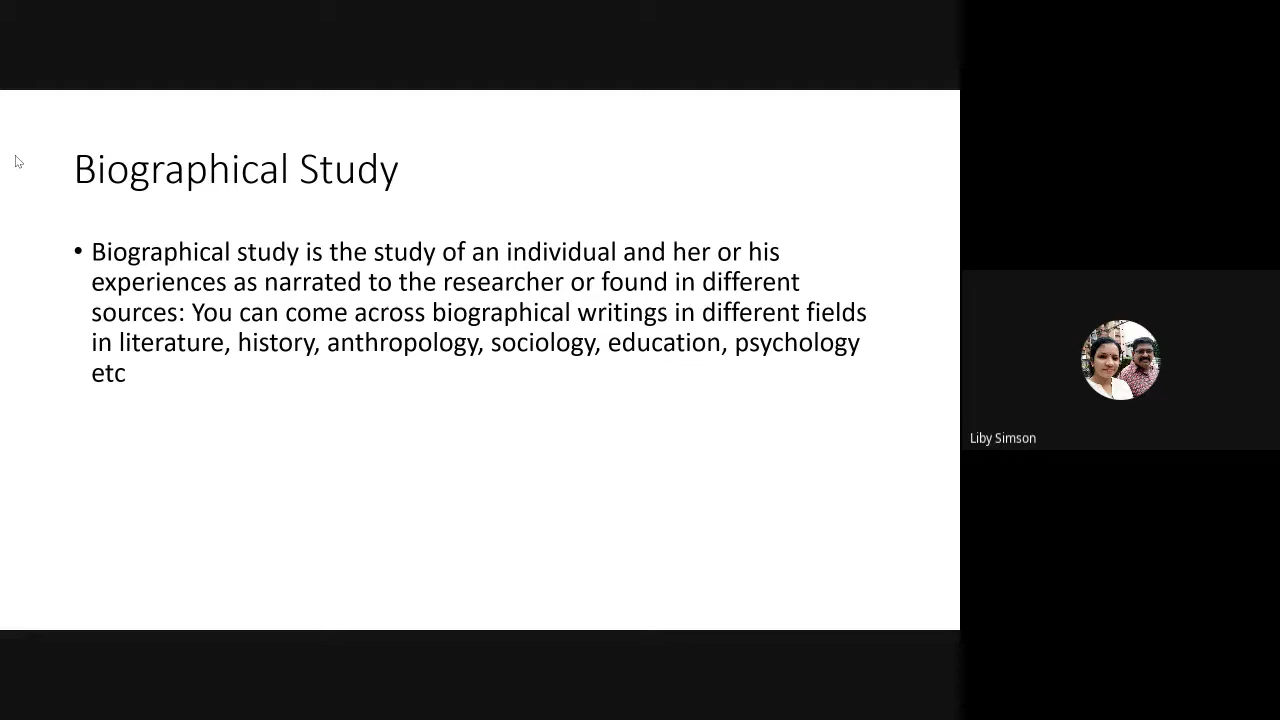 Biographical Study
• Biographical study is the study of an individual and her or his
experiences as narrated to the researcher or found in different
sources: You can come across biographical writings in different fields
in literature, history, anthropology, sociology, education, psychology
etc
Liby Simson